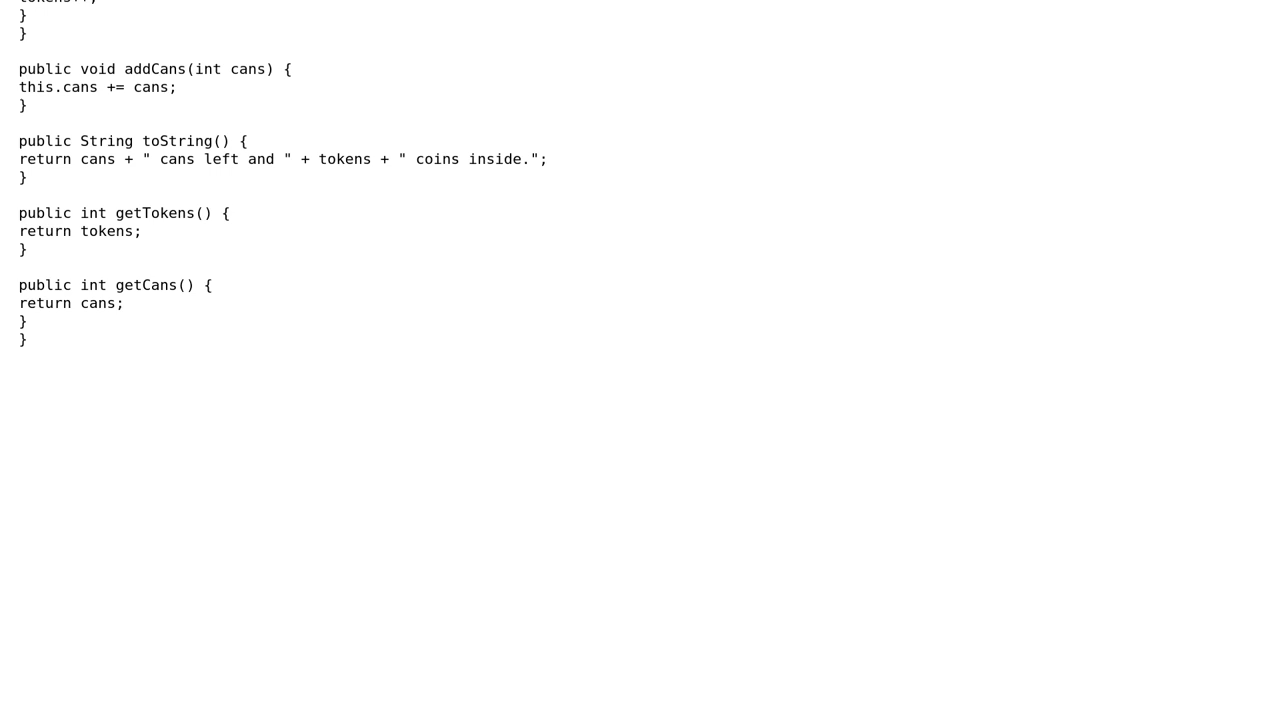 tokens++;
}
}
public void addCans(int cans) {
this.cans += cans;
}
public String toString() {
return cans + " cans left and " + tokens + " coins inside.";
}
public int getTokens() {
return tokens;
}
public int getCans() {
return cans;
}
}